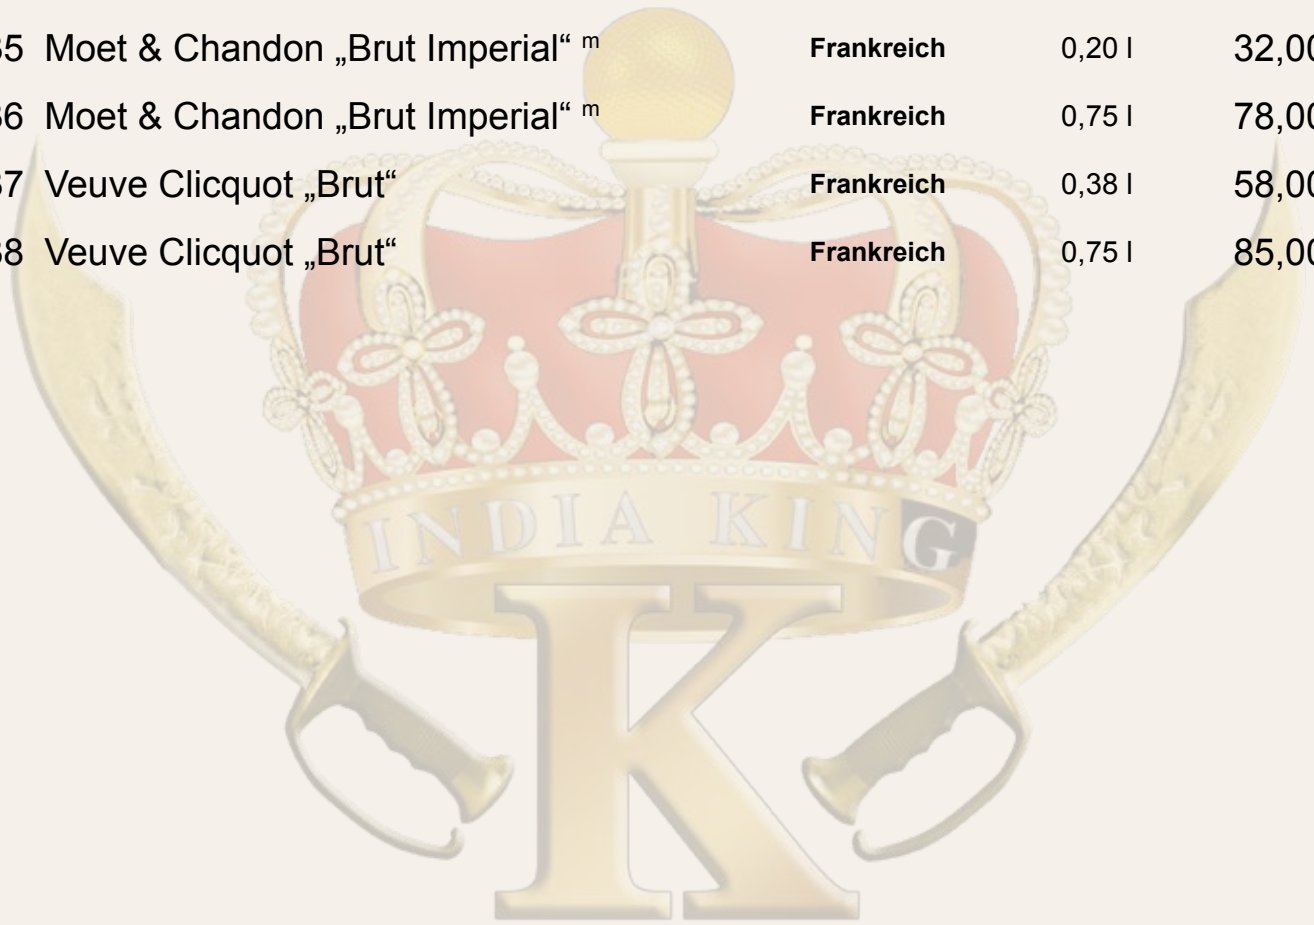 35 Moet & Chandon „Brut Imperial“ m Frankreich 0,20 l 32,00
36 Moet & Chandon „Brut Imperial“ m Frankreich 0,75 l 78,00
37 Veuve Clicquot „Brut“ Frankreich 0,38 l 58,00
38 Veuve Clicquot „Brut“ Frankreich 0,75 l 85,00
INDIA KING
K